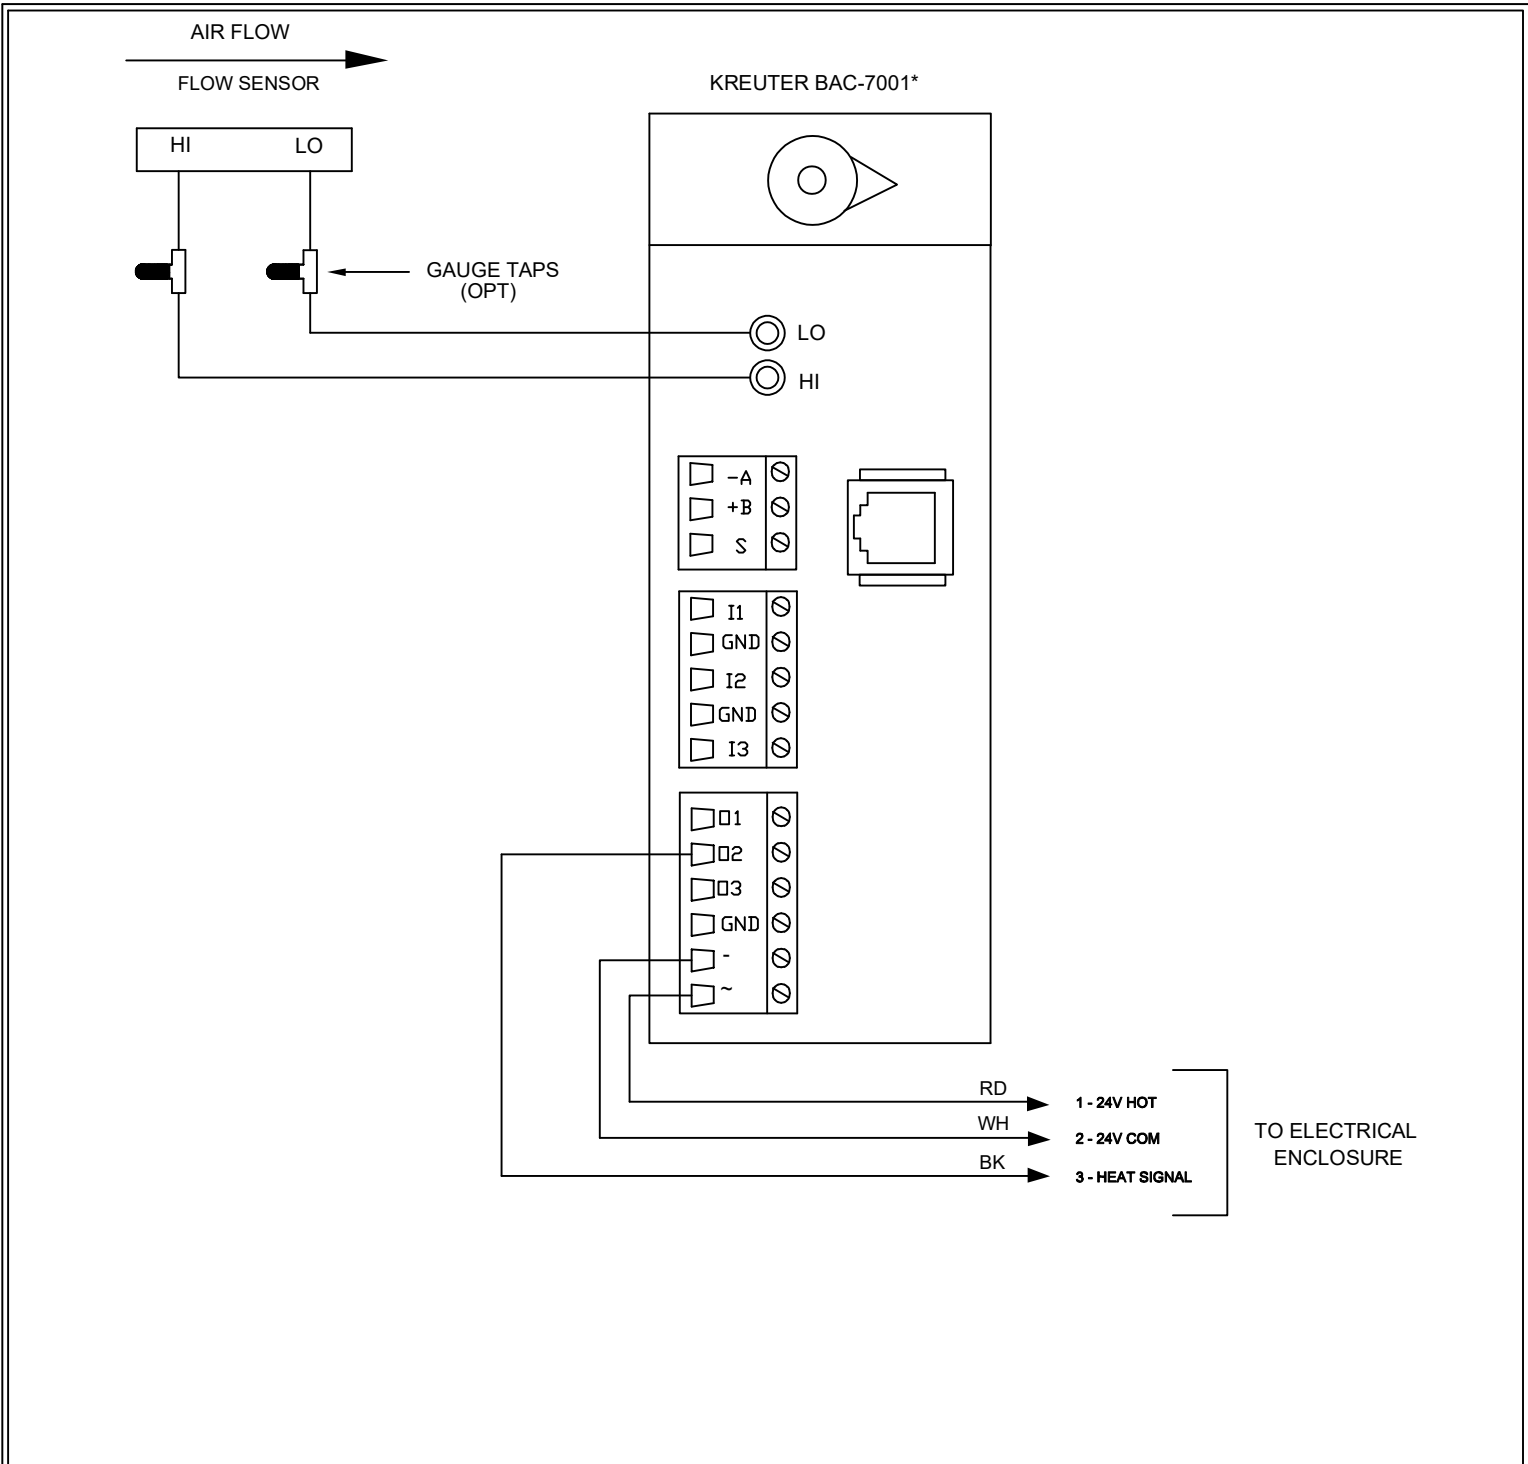 AIR FLOW
FLOW SENSOR
KREUTER BAC-7001*
HI
LO
GAUGE TAPS
(OPT)
LO
HI
-A
+B
S
I1
GND
I2
GND
I3
O1
O2
O3
GND
-
~
RD
1 - 24V HOT
WH
2 - 24V COM
BK
3 - HEAT SIGNAL
TO ELECTRICAL
ENCLOSURE